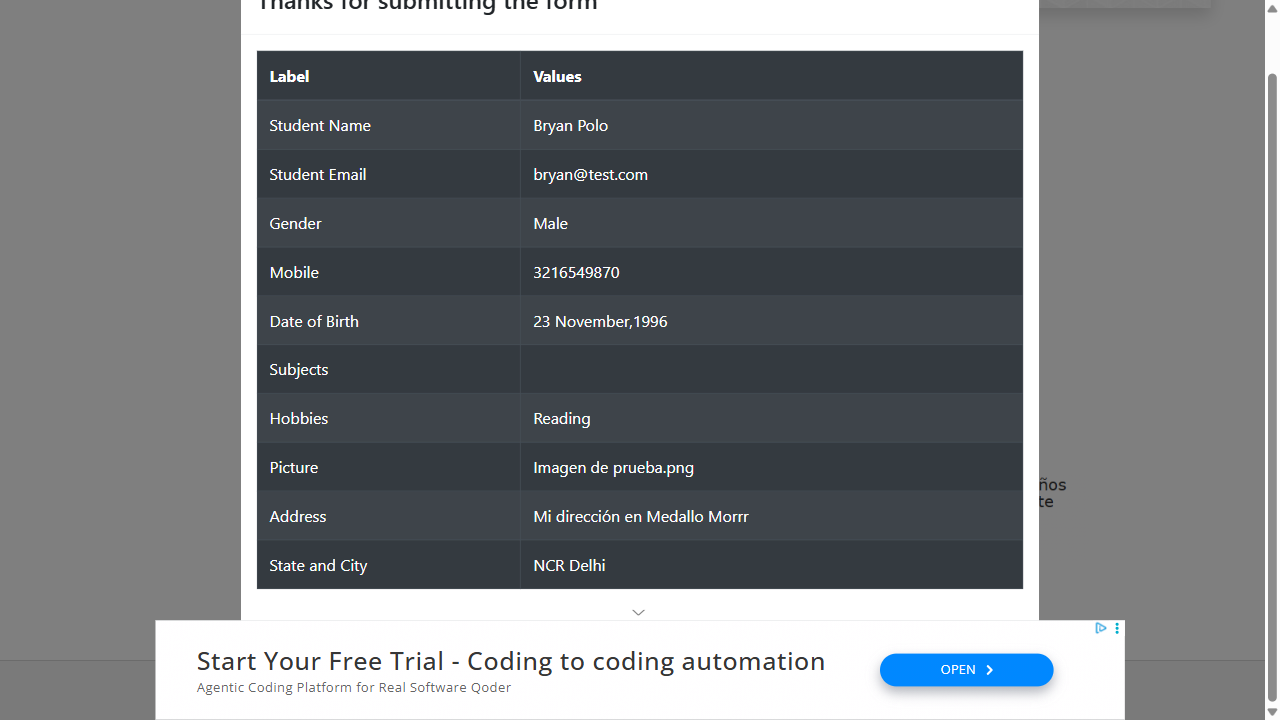 Thanks for submitting the form
Label Values
Student Name Bryan Polo
Student Email bryan@test.com
Gender Male
Mobile 3216549870
Date of Birth 23 November,1996
Subjects
Hobbies Reading
Picture Imagen de prueba.png
ños
Address Mi dirección en Medallo Morrr
te
State and City NCR Delhi
Start Your Free Trial - Coding to coding automation
Agentic Coding Platform for Real Software Qoder
OPEN